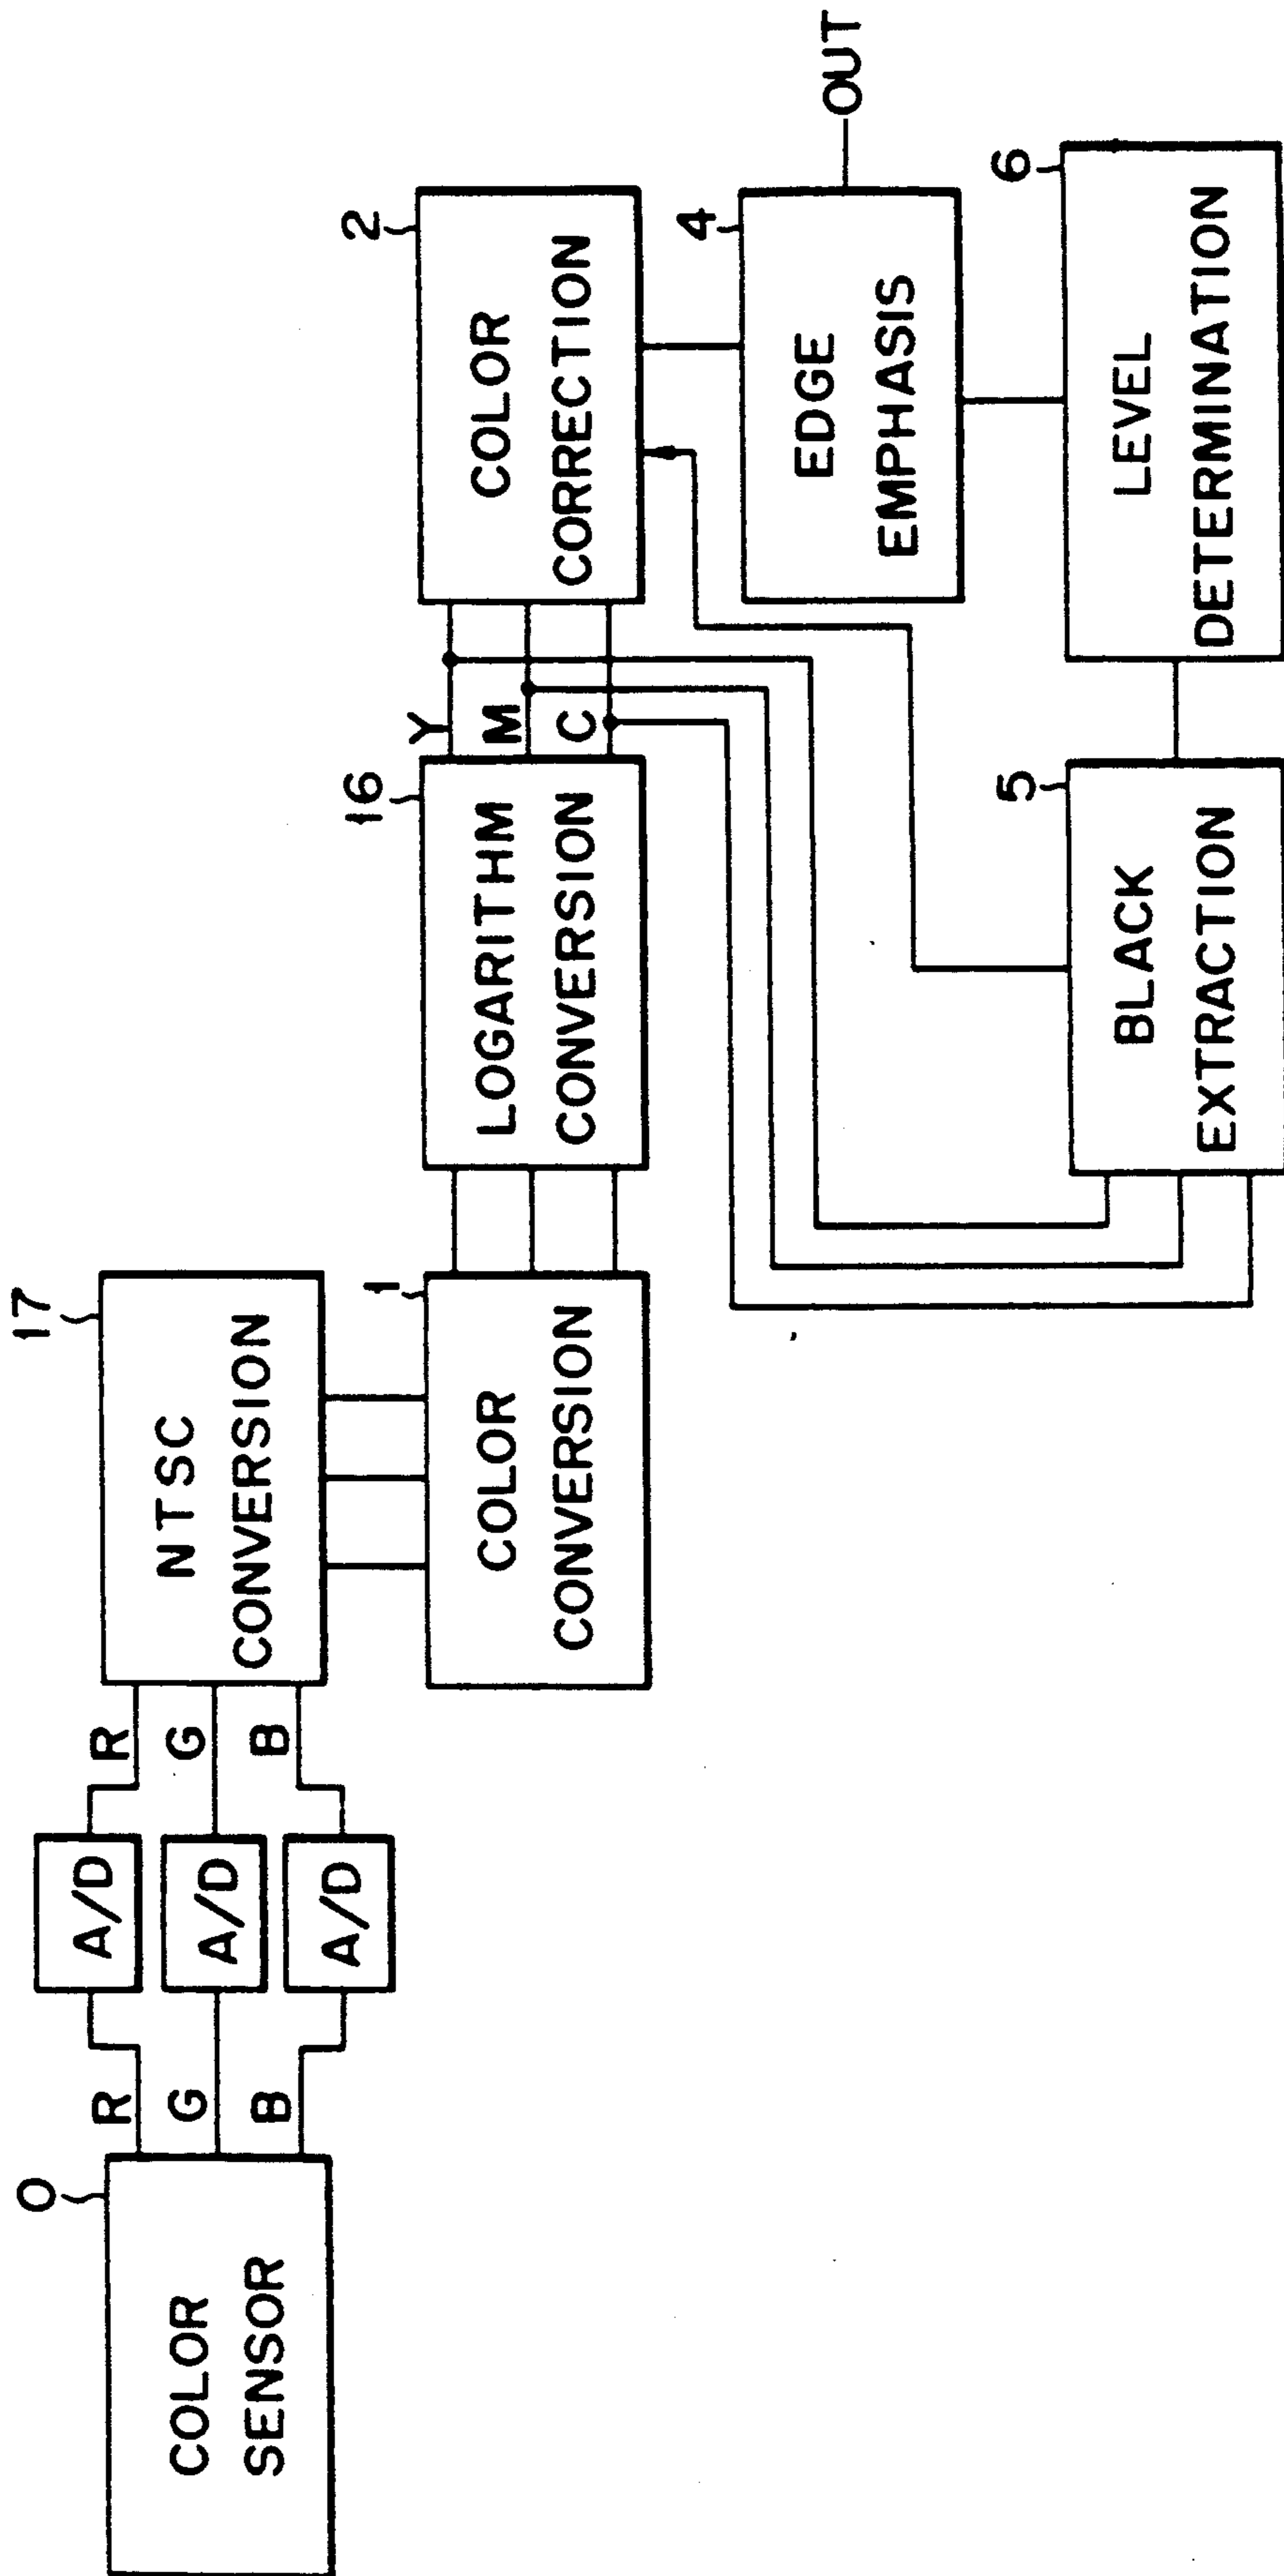 0
COLOR
SENSOR
R
G
B
A/D
A/D
A/D
R
G
B
17
NTSC
CONVERSION
1
COLOR
CONVERSION
16
LOGARITHM
CONVERSION
Y
M
C
2
COLOR
CORRECTION
4
EDGE
EMPHASIS
OUT
5
BLACK
EXTRACTION
6
LEVEL
DETERMINATION